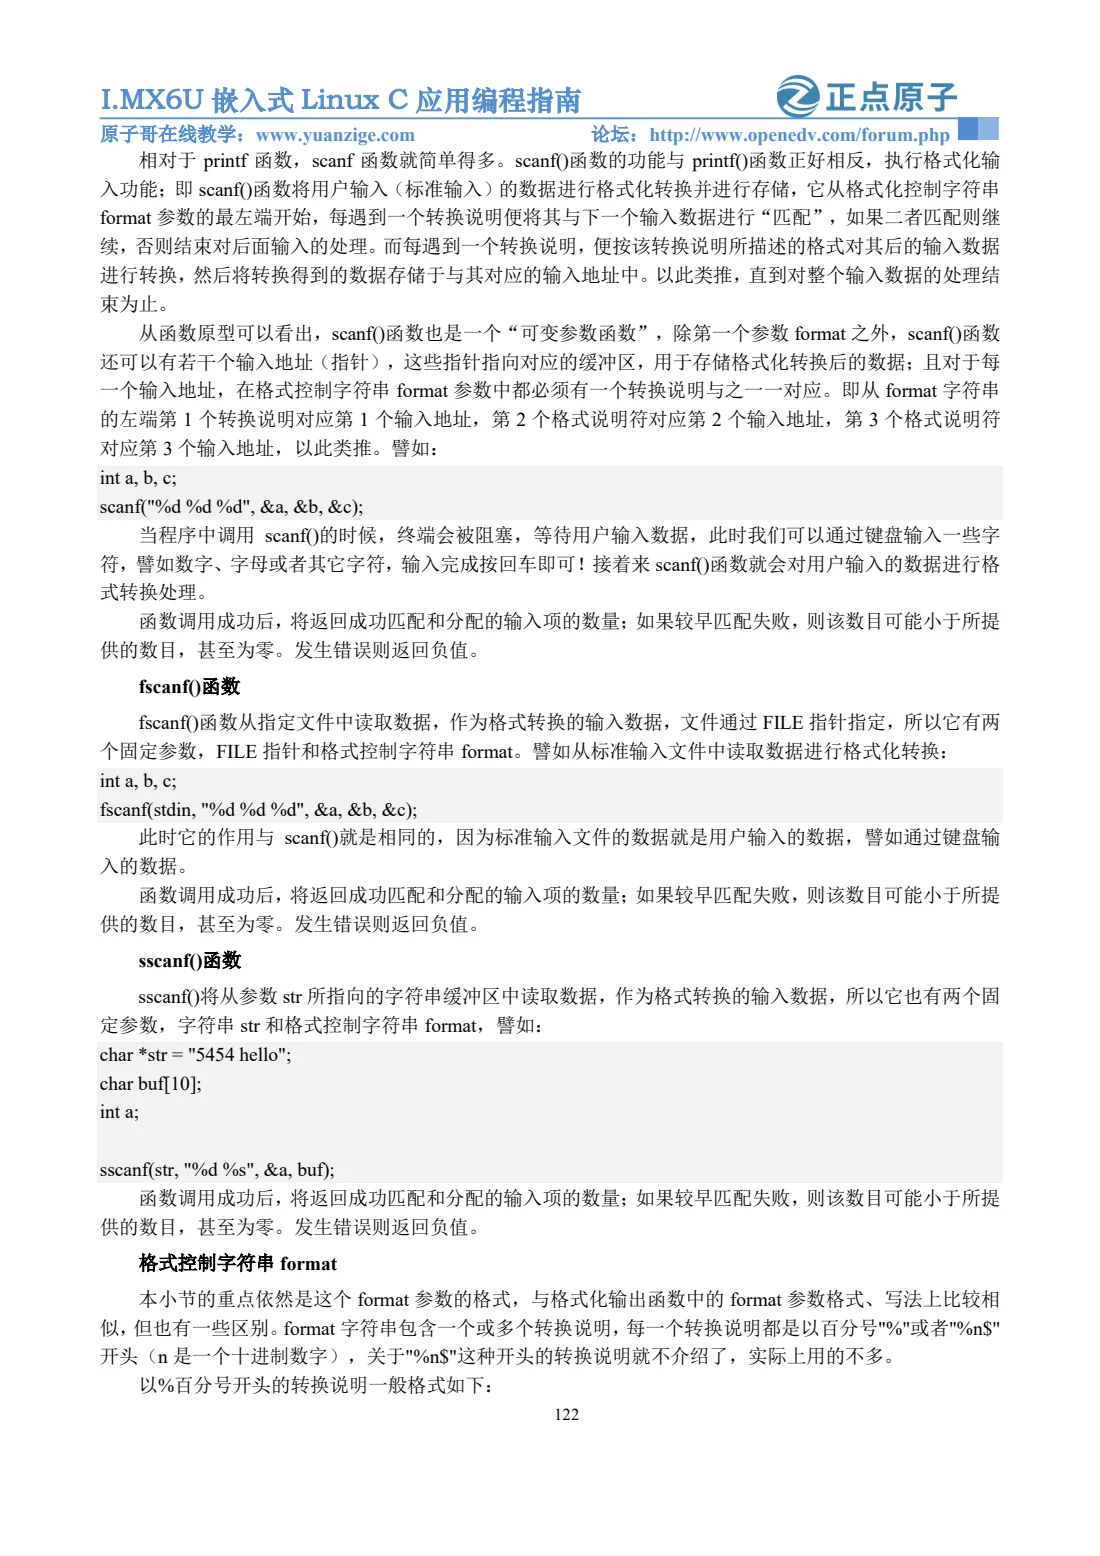 I.MX6U 嵌入式 Linux C 应用编程指南
正点原子
原子哥在线教学：www.yuanzige.com 论坛：http://www.openedv.com/forum.php
相对于 printf 函数，scanf 函数就简单得多。scanf()函数的功能与 printf()函数正好相反，执行格式化输
入功能；即 scanf()函数将用户输入（标准输入）的数据进行格式化转换并进行存储，它从格式化控制字符串
format 参数的最左端开始，每遇到一个转换说明便将其与下一个输入数据进行“匹配”，如果二者匹配则继
续，否则结束对后面输入的处理。而每遇到一个转换说明，便按该转换说明所描述的格式对其后的输入数据
进行转换，然后将转换得到的数据存储于与其对应的输入地址中。以此类推，直到对整个输入数据的处理结
束为止。
从函数原型可以看出，scanf()函数也是一个“可变参数函数”，除第一个参数 format 之外，scanf()函数
还可以有若干个输入地址（指针），这些指针指向对应的缓冲区，用于存储格式化转换后的数据；且对于每
一个输入地址，在格式控制字符串 format 参数中都必须有一个转换说明与之一一对应。即从 format 字符串
的左端第 1 个转换说明对应第 1 个输入地址，第 2 个格式说明符对应第 2 个输入地址，第 3 个格式说明符
对应第 3 个输入地址，以此类推。譬如：
int a, b, c;
scanf("%d %d %d", &a, &b, &c);
当程序中调用 scanf()的时候，终端会被阻塞，等待用户输入数据，此时我们可以通过键盘输入一些字
符，譬如数字、字母或者其它字符，输入完成按回车即可！接着来 scanf()函数就会对用户输入的数据进行格
式转换处理。
函数调用成功后，将返回成功匹配和分配的输入项的数量；如果较早匹配失败，则该数目可能小于所提
供的数目，甚至为零。发生错误则返回负值。
fscanf()函数
fscanf()函数从指定文件中读取数据，作为格式转换的输入数据，文件通过 FILE 指针指定，所以它有两
个固定参数，FILE 指针和格式控制字符串 format。譬如从标准输入文件中读取数据进行格式化转换：
int a, b, c;
fscanf(stdin, "%d %d %d", &a, &b, &c);
此时它的作用与 scanf()就是相同的，因为标准输入文件的数据就是用户输入的数据，譬如通过键盘输
入的数据。
函数调用成功后，将返回成功匹配和分配的输入项的数量；如果较早匹配失败，则该数目可能小于所提
供的数目，甚至为零。发生错误则返回负值。
sscanf()函数
sscanf()将从参数 str 所指向的字符串缓冲区中读取数据，作为格式转换的输入数据，所以它也有两个固
定参数，字符串 str 和格式控制字符串 format，譬如：
char *str = "5454 hello";
char buf[10];
int a;
sscanf(str, "%d %s", &a, buf);
函数调用成功后，将返回成功匹配和分配的输入项的数量；如果较早匹配失败，则该数目可能小于所提
供的数目，甚至为零。发生错误则返回负值。
格式控制字符串 format
本小节的重点依然是这个 format 参数的格式，与格式化输出函数中的 format 参数格式、写法上比较相
似，但也有一些区别。format 字符串包含一个或多个转换说明，每一个转换说明都是以百分号"%"或者"%n$"
开头（n 是一个十进制数字），关于"%n$"这种开头的转换说明就不介绍了，实际上用的不多。
以%百分号开头的转换说明一般格式如下：
122